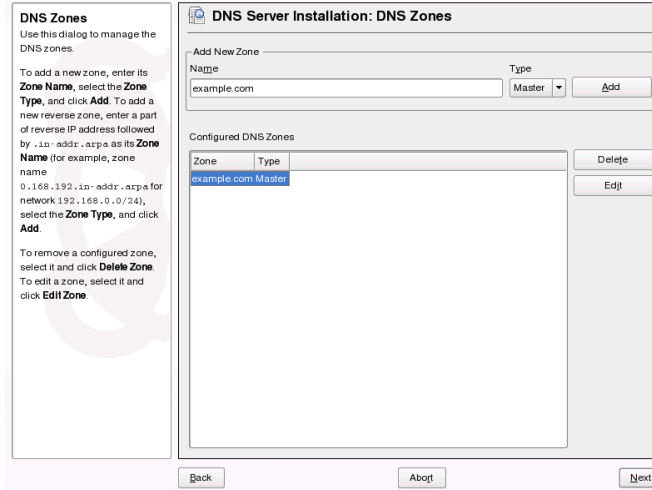 DNS Zones
Use this dialog to manage the
DNS zones.
To add a new zone, enter its
Zone Name, select the Zone
Type, and click Add. To add a
new reverse zone, enter a part
of reverse IP address followed
by .in-addr.arpa as its Zone
Name (for example, zone
name
0.168.192.in-addr.arpa for
network 192.168.0.0/24),
select the Zone Type, and click
Add.
To remove a configured zone,
select it and click Delete Zone.
To edit a zone, select it and
click Edit Zone.
DNS Server Installation: DNS Zones
Add New Zone
Name Type
example.com Master Add
Configured DNS Zones
Zone Type
example.com Master
Delete
Edit
Back Abort Next